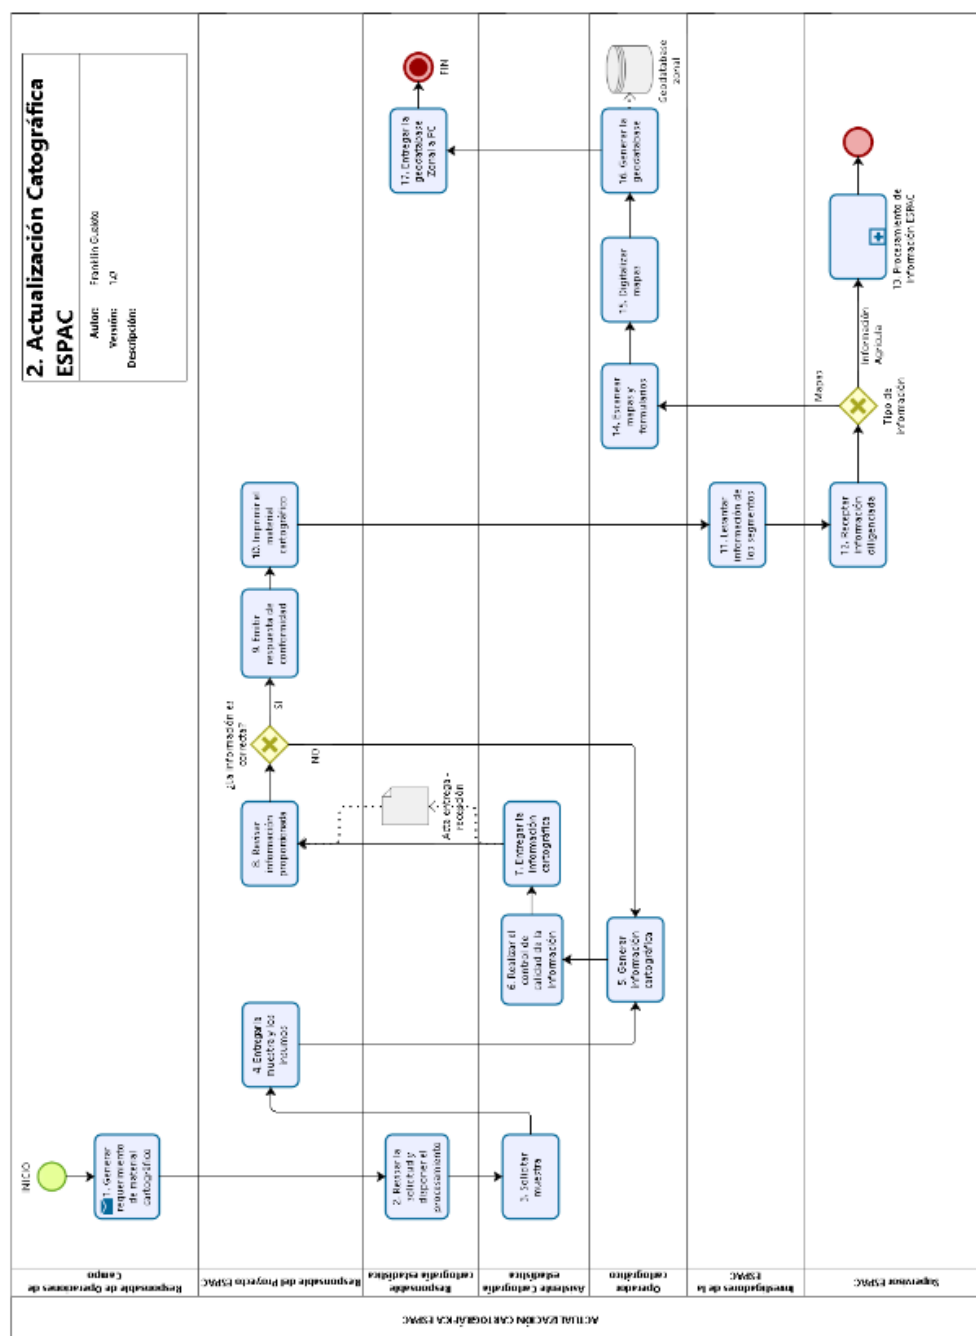 2. Actualización Catográfica
ESPAC
Autor:
Versión:
1.0
Descripción:
INICIO
1. Generar
requerimiento
de material
cartográfico
2. Revisar la
solicitud y
disponer el
procesamiento
3. Solicitar
muestra
4. Entregar la
muestra y los
insumos
5. Generar
información
cartográfica
6. Realizar el
control de
calidad de la
información
7. Entregar la
información
cartográfica
Acta entrega -
recepción
8. Revisar
información
proporcionada
¿La información es
correcta?
NO
SI
9. Emitir
respuesta de
conformidad
10. Imprimir el
material
cartográfico
11. Levantar
información de
los segmentos
12. Receptar
información
diligenciada
Tipo de
información
Mapas
Información
Agrícola
13. Procesamiento de
información ESPAC
14. Escanear
mapas y
formularios
15. Digitalizar
mapas
16. Generar la
geodatabase
Geodatabase
zonal
17. Entregar la
geodatabase
Zonal a PC
FIN
Responsable de Operaciones de
Campo
Responsable del Proyecto ESPAC
Responsable
cartografía estadística
Asistente Cartografía
estadística
Operador
cartográfico
Investigadores de la
ESPAC
Supervisor ESPAC
ACTUALIZACIÓN CARTOGRÁFICA ESPAC